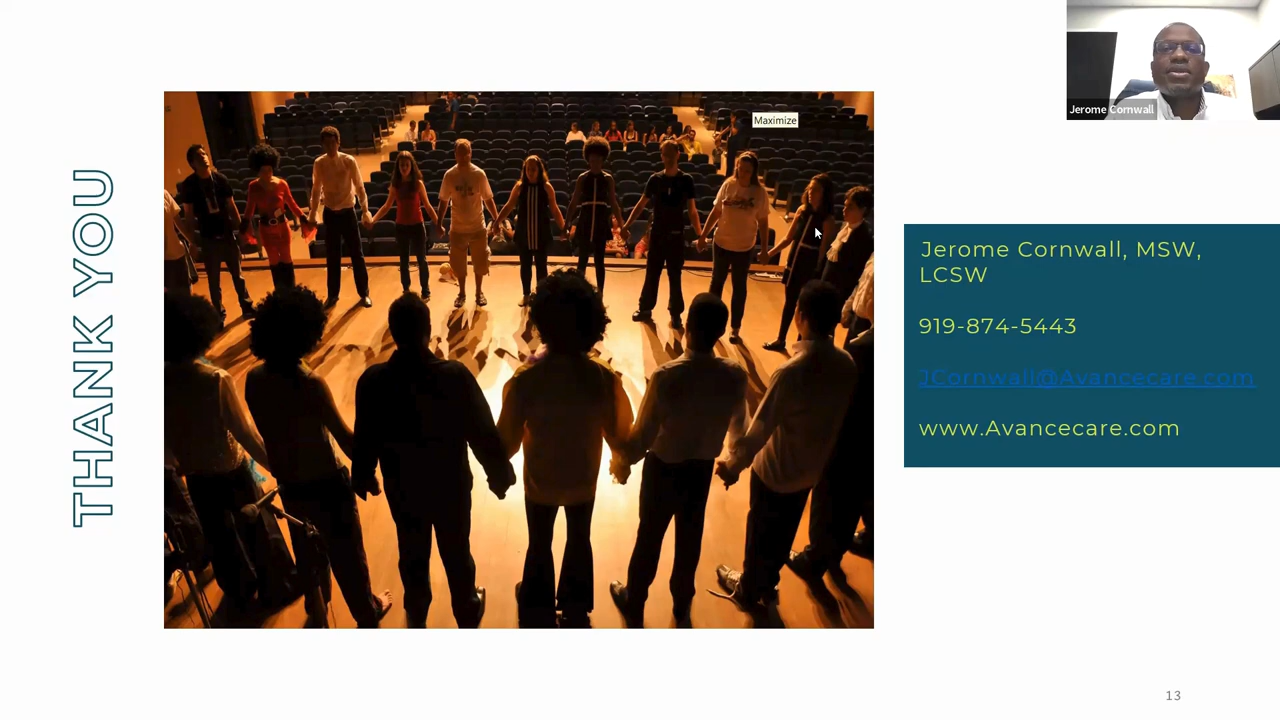 THANK YOU
Maximize
Jerome Cornwall
Jerome Cornwall, MSW,
LCSW
919-874-5443
JCornwall@Avancecare.com
www.Avancecare.com
13